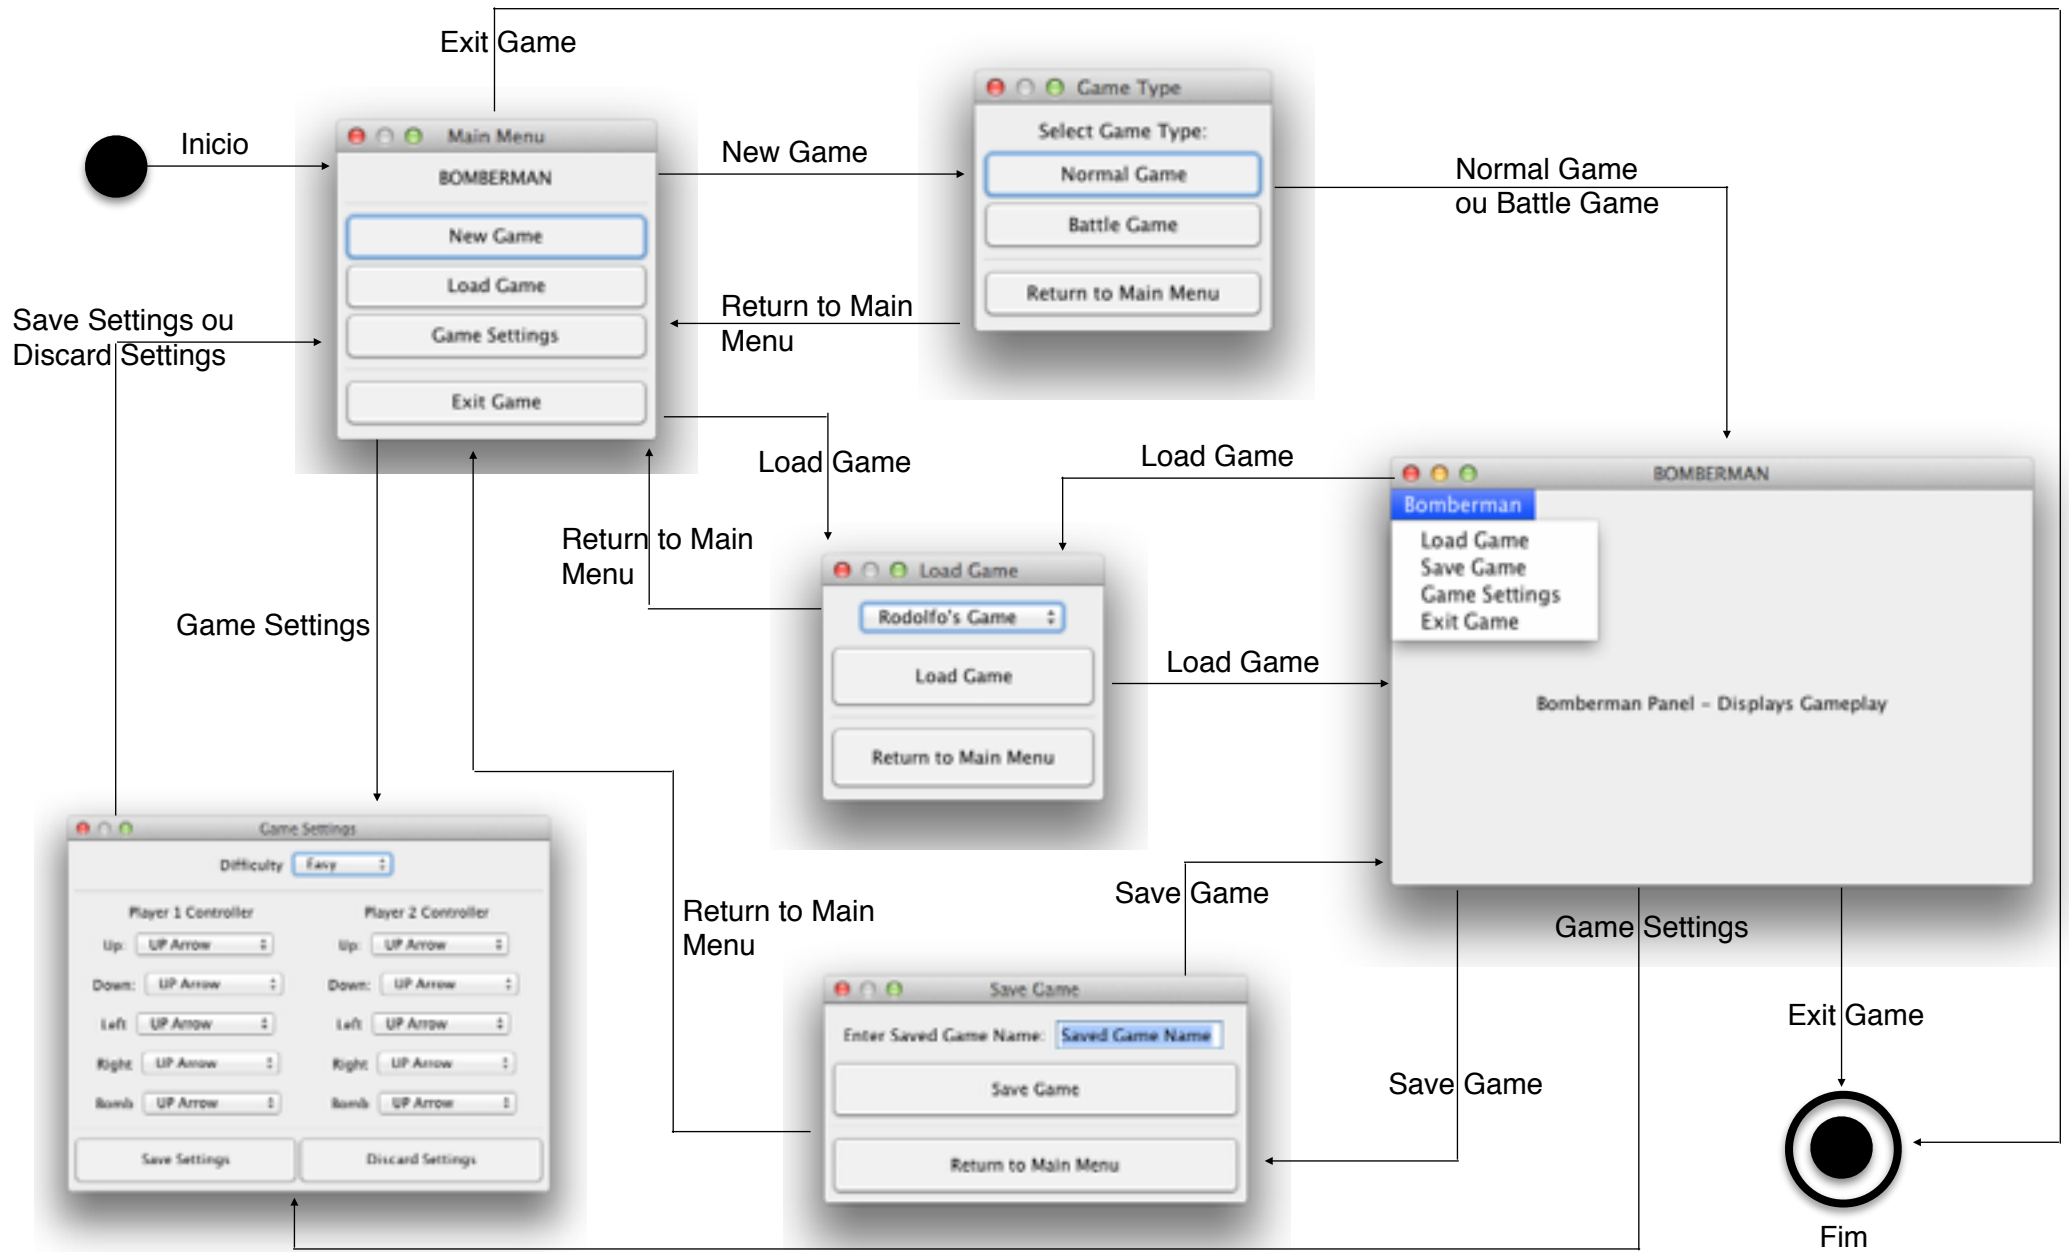 Exit Game
Inicio
Main Menu
BOMBERMAN
New Game
Load Game
Game Settings
Exit Game
New Game
Game Type
Select Game Type:
Normal Game
Battle Game
Return to Main Menu
Normal Game
ou Battle Game
Return to Main
Menu
Save Settings ou
Discard Settings
Load Game
Load Game
BOMBERMAN
Bomberman
Load Game
Save Game
Game Settings
Exit Game
Bomberman Panel - Displays Gameplay
Return to Main
Menu
Load Game
Rodolfo's Game
Load Game
Return to Main Menu
Load Game
Game Settings
Game Settings
Difficulty Easy
Player 1 Controller
Up: UP Arrow
Down: UP Arrow
Left UP Arrow
Right UP Arrow
Bomb UP Arrow
Player 2 Controller
Up: UP Arrow
Down: UP Arrow
Left UP Arrow
Right UP Arrow
Bomb UP Arrow
Save Settings
Discard Settings
Return to Main
Menu
Save Game
Save Game
Enter Saved Game Name: Saved Game Name
Save Game
Return to Main Menu
Save Game
Game Settings
Exit Game
Fim